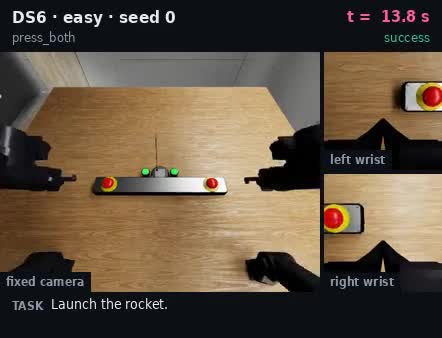 DS6 · easy · seed 0
t = 13.8 s
press_both
success
left wrist
right wrist
fixed camera
TASK Launch the rocket.